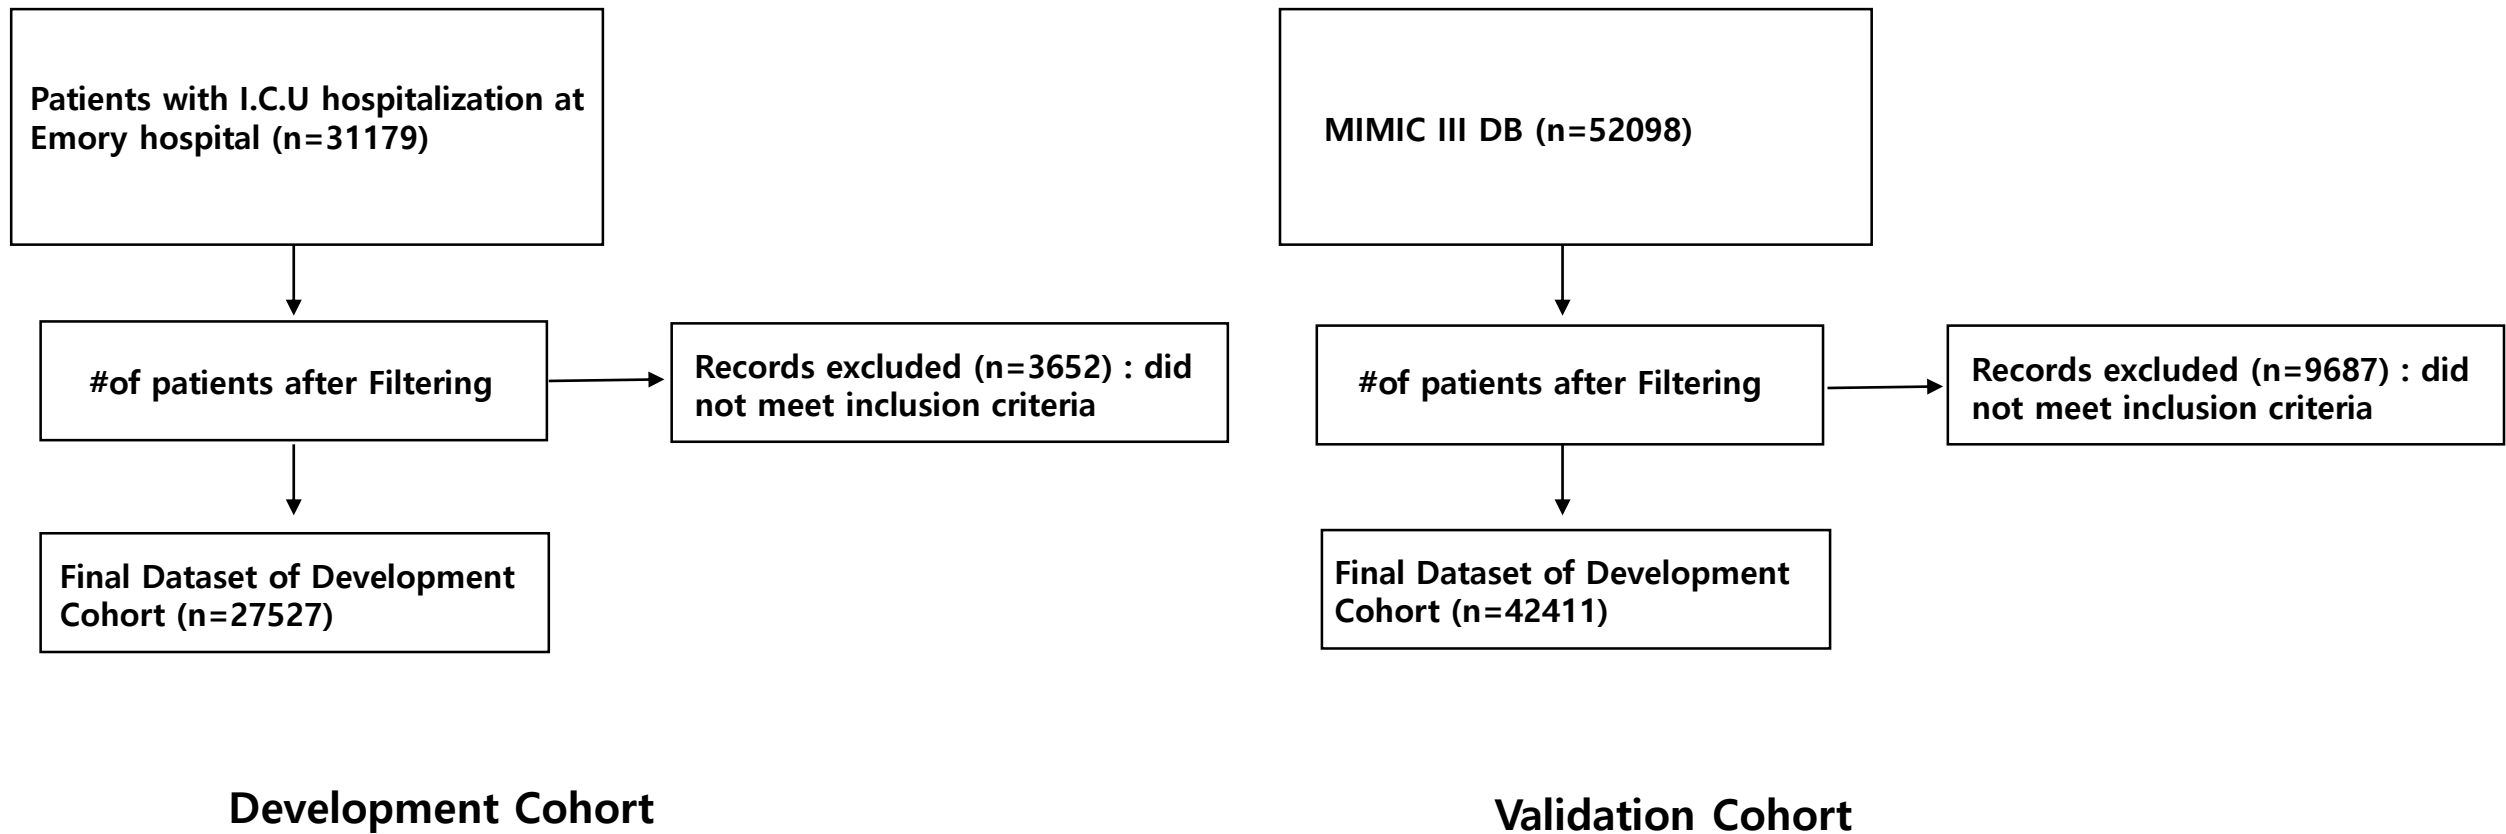 Patients with I.C.U hospitalization at
Emory hospital (n=31179)
#of patients after Filtering
Records excluded (n=3652) : did
not meet inclusion criteria
Final Dataset of Development
Cohort (n=27527)
Development Cohort
MIMIC III DB (n=52098)
#of patients after Filtering
Records excluded (n=9687) : did
not meet inclusion criteria
Final Dataset of Development
Cohort (n=42411)
Validation Cohort